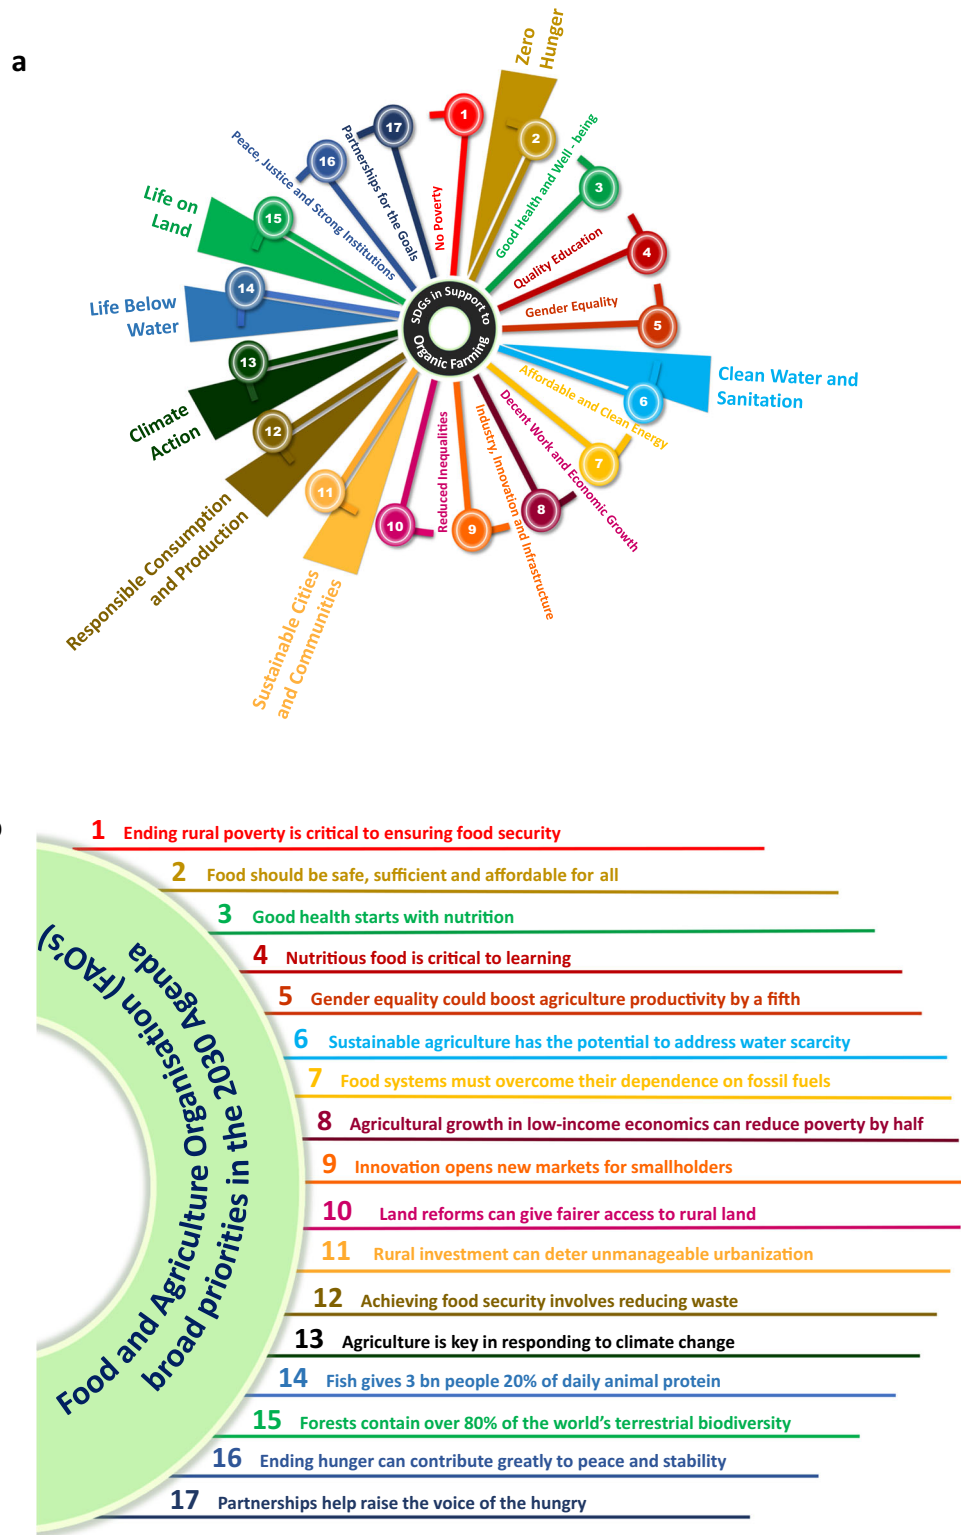 a
1
No Poverty
2
Zero
Hunger
3
Good Health and Well - being
4
Quality Education
5
Gender Equality
6
Clean Water and
Sanitation
7
Affordable and Clean Energy
8
Decent Work and Economic Growth
9
Industry, Innovation and Infrastructure
10
Reduced Inequalities
11
Sustainable Cities
and Communities
12
Responsible Consumption
and Production
13
Climate
Action
14
Life Below
Water
15
Life on
Land
16
Peace, Justice and Strong Institutions
17
Partnerships for the Goals
SDGs in Support to
Organic Farming
Food and Agriculture Organisation (FAO's)
broad priorities in the 2030 Agenda
1 Ending rural poverty is critical to ensuring food security
2 Food should be safe, sufficient and affordable for all
3 Good health starts with nutrition
4 Nutritious food is critical to learning
5 Gender equality could boost agriculture productivity by a fifth
6 Sustainable agriculture has the potential to address water scarcity
7 Food systems must overcome their dependence on fossil fuels
8 Agricultural growth in low-income economics can reduce poverty by half
9 Innovation opens new markets for smallholders
10 Land reforms can give fairer access to rural land
11 Rural investment can deter unmanageable urbanization
12 Achieving food security involves reducing waste
13 Agriculture is key in responding to climate change
14 Fish gives 3 bn people 20% of daily animal protein
15 Forests contain over 80% of the world's terrestrial biodiversity
16 Ending hunger can contribute greatly to peace and stability
17 Partnerships help raise the voice of the hungry